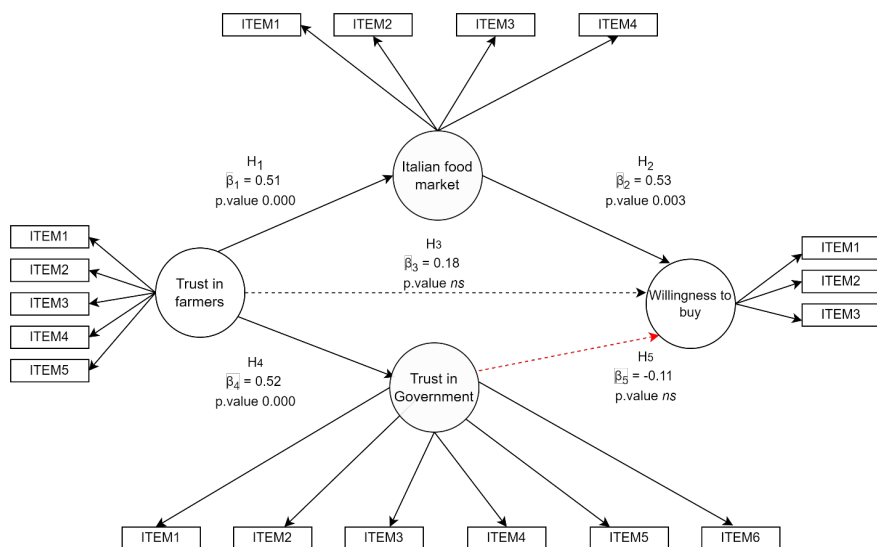 ITEM1
ITEM2
ITEM3
ITEM4
H1
β1 = 0.51
p.value 0.000
Italian food
market
H2
β2 = 0.53
p.value 0.003
ITEM1
ITEM2
ITEM3
ITEM4
ITEM5
Trust in
farmers
H3
β3 = 0.18
p.value ns
Willingness to
buy
ITEM1
ITEM2
ITEM3
H4
β4 = 0.52
p.value 0.000
Trust in
Government
H5
β5 = -0.11
p.value ns
ITEM1
ITEM2
ITEM3
ITEM4
ITEM5
ITEM6